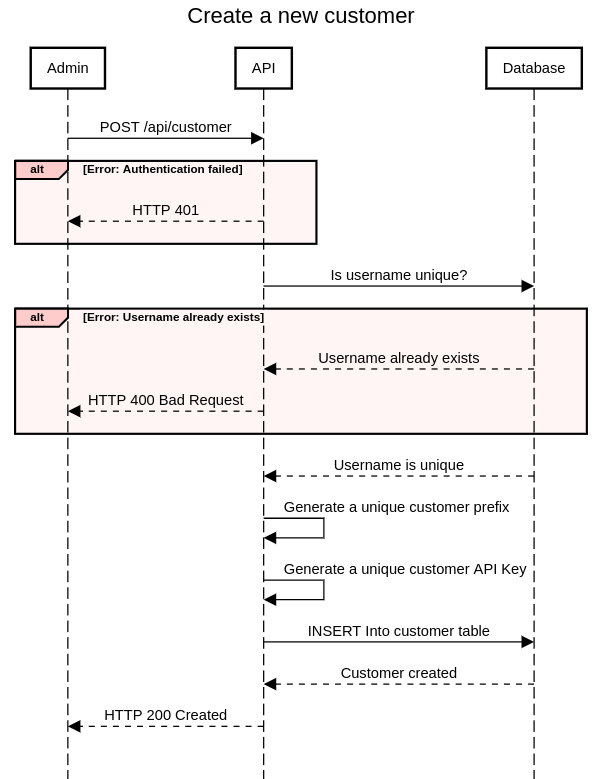 Create a new customer
Admin
API
Database
POST /api/customer
alt
[Error: Authentication failed]
HTTP 401
Is username unique?
alt
[Error: Username already exists]
Username already exists
HTTP 400 Bad Request
Username is unique
Generate a unique customer prefix
Generate a unique customer API Key
INSERT Into customer table
Customer created
HTTP 200 Created